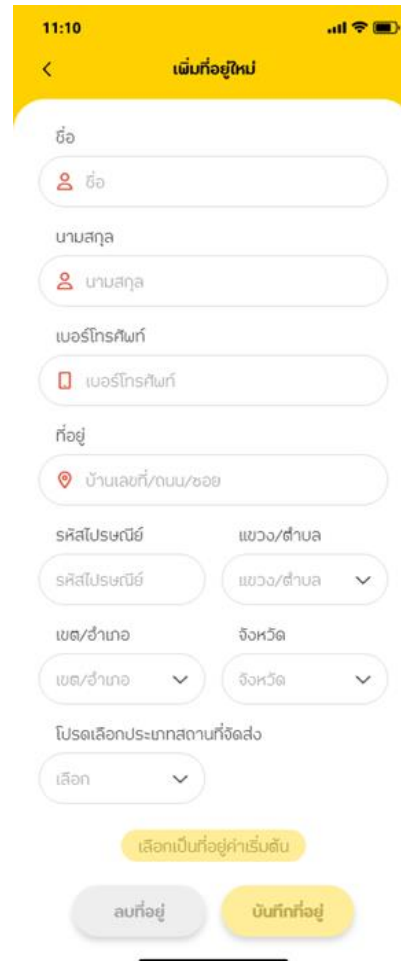 11:10
เพิ่มที่อยู่ใหม่
ชื่อ
ชื่อ
นามสกุล
นามสกุล
เบอร์โทรศัพท์
เบอร์โทรศัพท์
ที่อยู่
บ้านเลขที่/ถนน/ซอย
รหัสไปรษณีย์ แขวง/ตำบล
รหัสไปรษณีย์ แขวง/ตำบล
เขต/อำเภอ จังหวัด
เขต/อำเภอ จังหวัด
โปรดเลือกประเภทสถานที่จัดส่ง
เลือก
เลือกเป็นที่อยู่ค่าเริ่มต้น
ลบที่อยู่ บันทึกที่อยู่